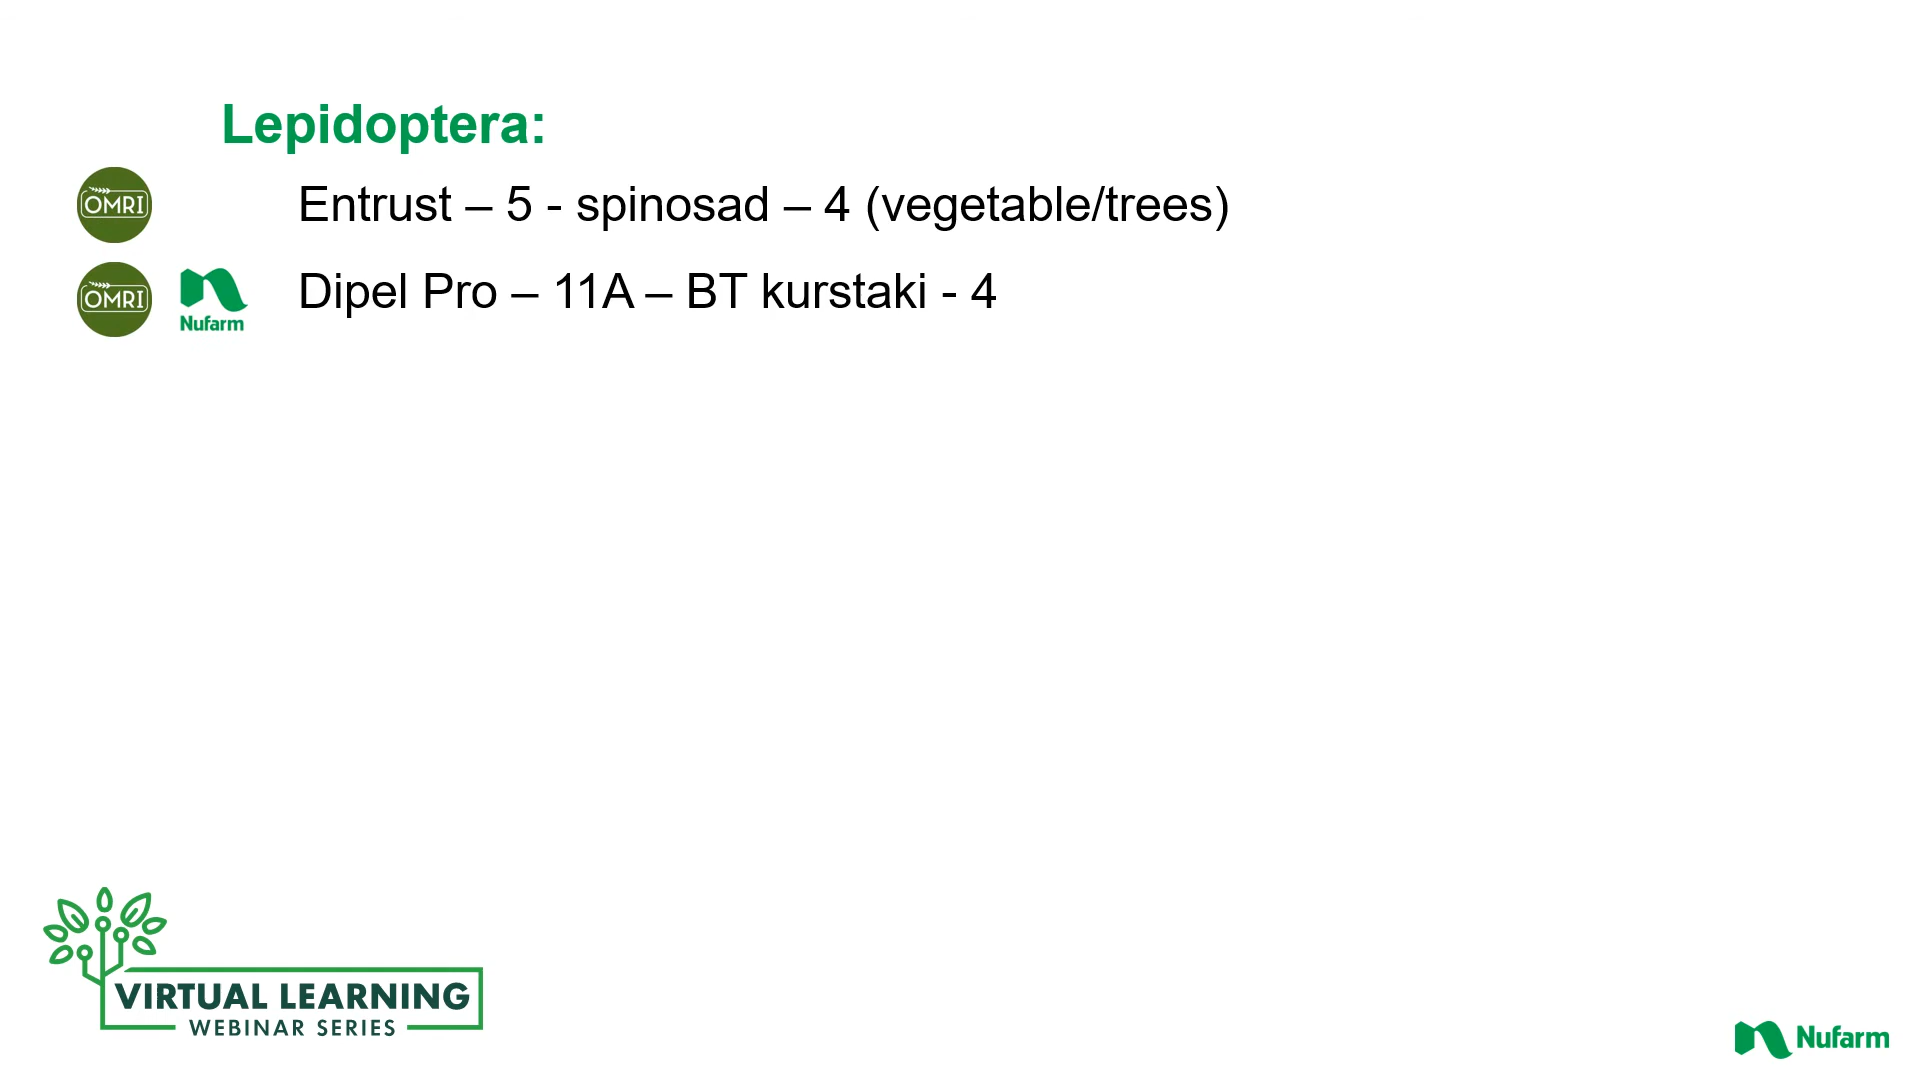 Lepidoptera:
OMRI
Entrust – 5 - spinosad – 4 (vegetable/trees)
OMRI
Nufarm
Dipel Pro – 11A – BT kurstaki - 4
VIRTUAL LEARNING
WEBINAR SERIES
Nufarm